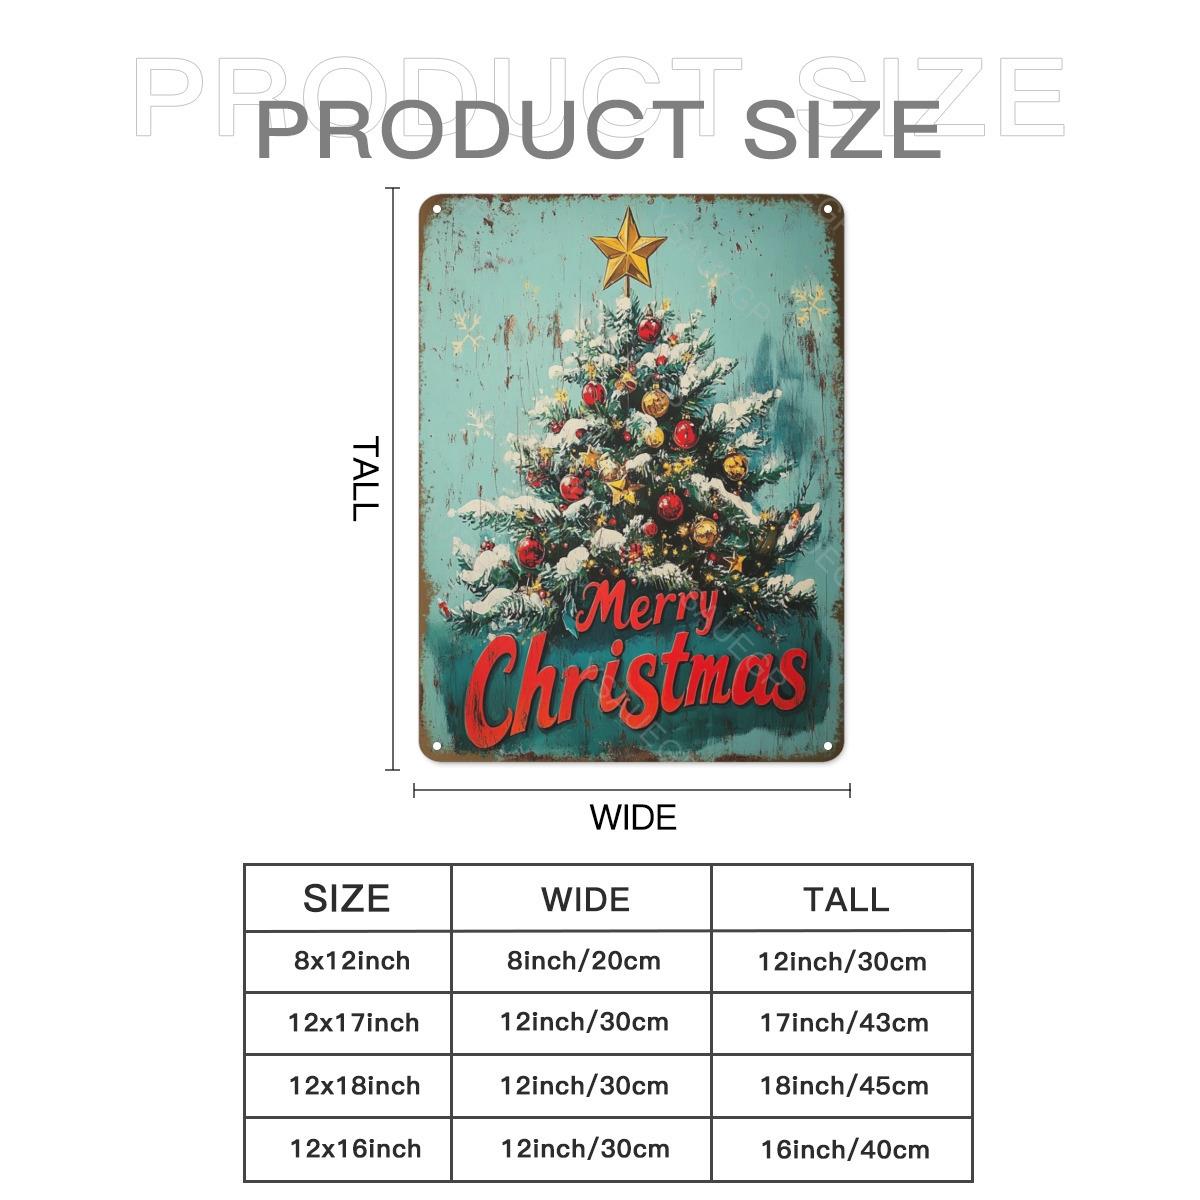 PRODUCT SIZE
PRODUCT SIZE
TALL
Merry
Christmas
WIDE
SIZE WIDE TALL
8x12inch 8inch/20cm 12inch/30cm
12x17inch 12inch/30cm 17inch/43cm
12x18inch 12inch/30cm 18inch/45cm
12x16inch 12inch/30cm 16inch/40cm